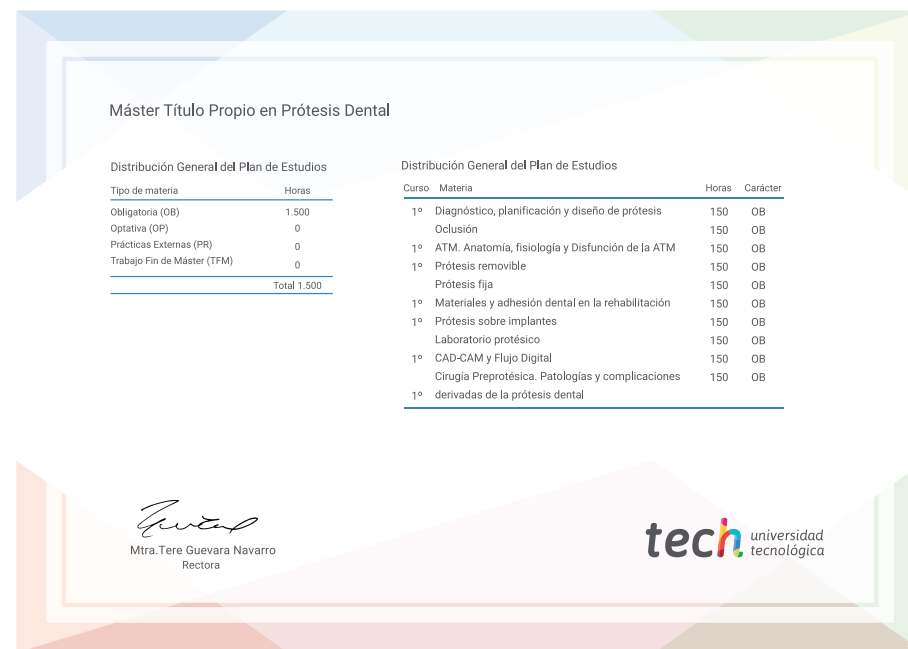 Máster Título Propio en Prótesis Dental
Distribución General del Plan de Estudios
Tipo de materia Horas
Obligatoria (OB) 1.500
Optativa (OP) 0
Prácticas Externas (PR) 0
Trabajo Fin de Máster (TFM) 0
Total 1.500
Distribución General del Plan de Estudios
Curso Materia Horas Carácter
1º Diagnóstico, planificación y diseño de prótesis 150 OB
Oclusión 150 OB
1º ATM. Anatomía, fisiología y Disfunción de la ATM 150 OB
1º Prótesis removible 150 OB
Prótesis fija 150 OB
1º Materiales y adhesión dental en la rehabilitación 150 OB
1º Prótesis sobre implantes 150 OB
Laboratorio protésico 150 OB
1º CAD-CAM y Flujo Digital 150 OB
Cirugía Preprotésica. Patologías y complicaciones 150 OB
1º derivadas de la prótesis dental
Mtra.Tere Guevara Navarro
Rectora
tech universidad
tecnológica